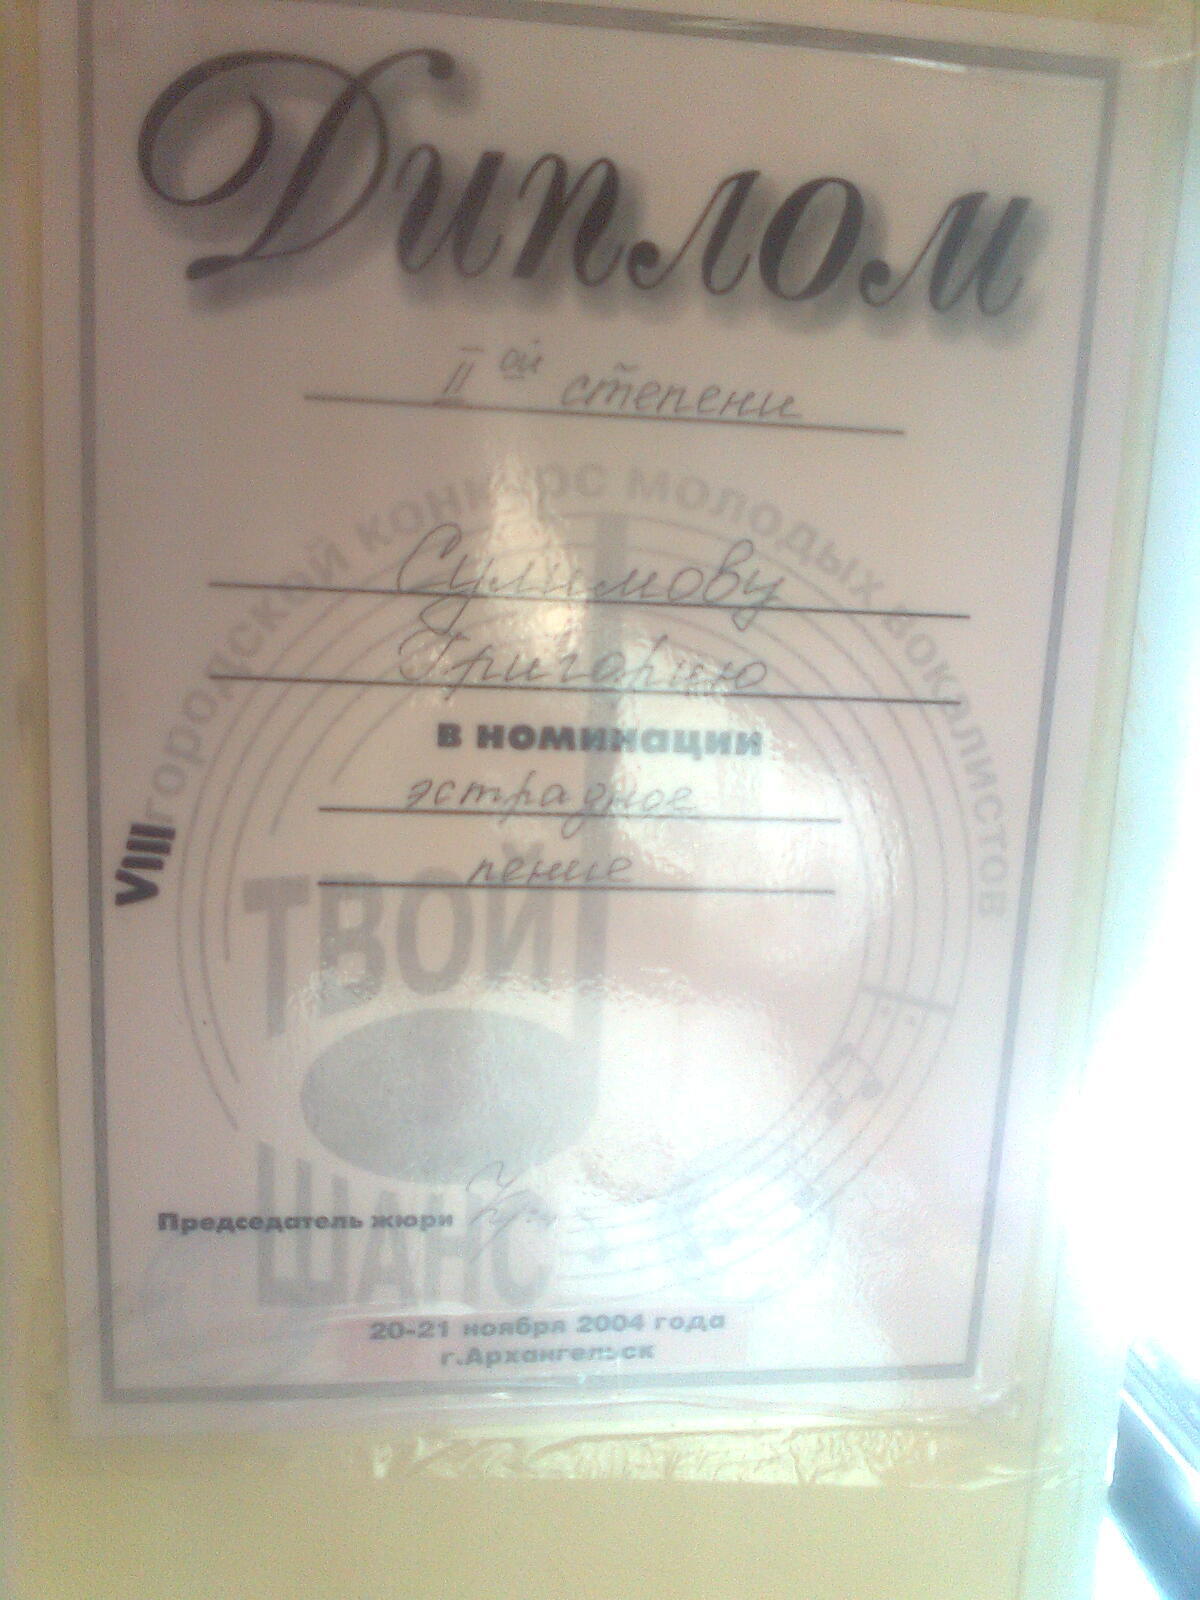 Диплом
II ой степени
VIII городской конкурс молодых вокалистов
Сулимову
Григорию
в номинации
эстрадное
пение
ТВОЙ
ШАНС
Председатель жюри
20-21 ноября 2004 года
г.Архангельск